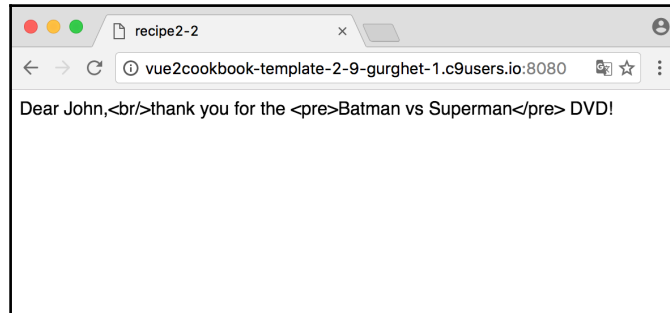 recipe2-2
vue2cookbook-template-2-9-gurghet-1.c9users.io:8080
Dear John,<br/>thank you for the <pre>Batman vs Superman</pre> DVD!